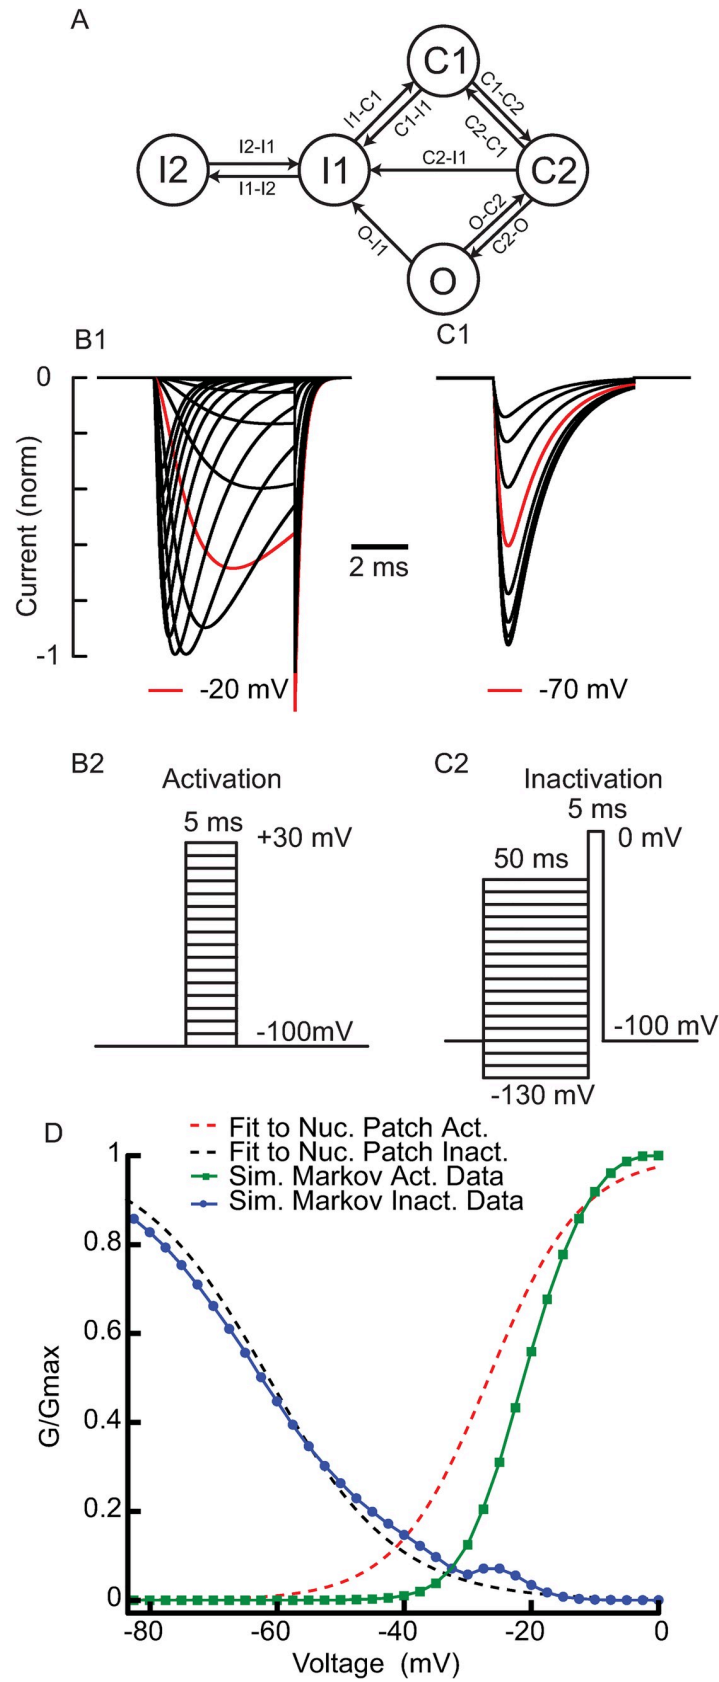 A
C1
I1-C1
C1-I1
C1-C2
C2-C1
I2
I2-I1
I1-I2
I1
C2-I1
C2
O-I1
O-C2
C2-O
O
B1
C1
0
Current (norm)
-1
2 ms
-20 mV
-70 mV
B2
Activation
5 ms
+30 mV
-100mV
C2
Inactivation
5 ms
0 mV
50 ms
-100 mV
-130 mV
D
Fit to Nuc. Patch Act.
Fit to Nuc. Patch Inact.
Sim. Markov Act. Data
Sim. Markov Inact. Data
1
0.8
0.6
0.4
0.2
0
G/Gmax
-80 -60 -40 -20 0
Voltage (mV)